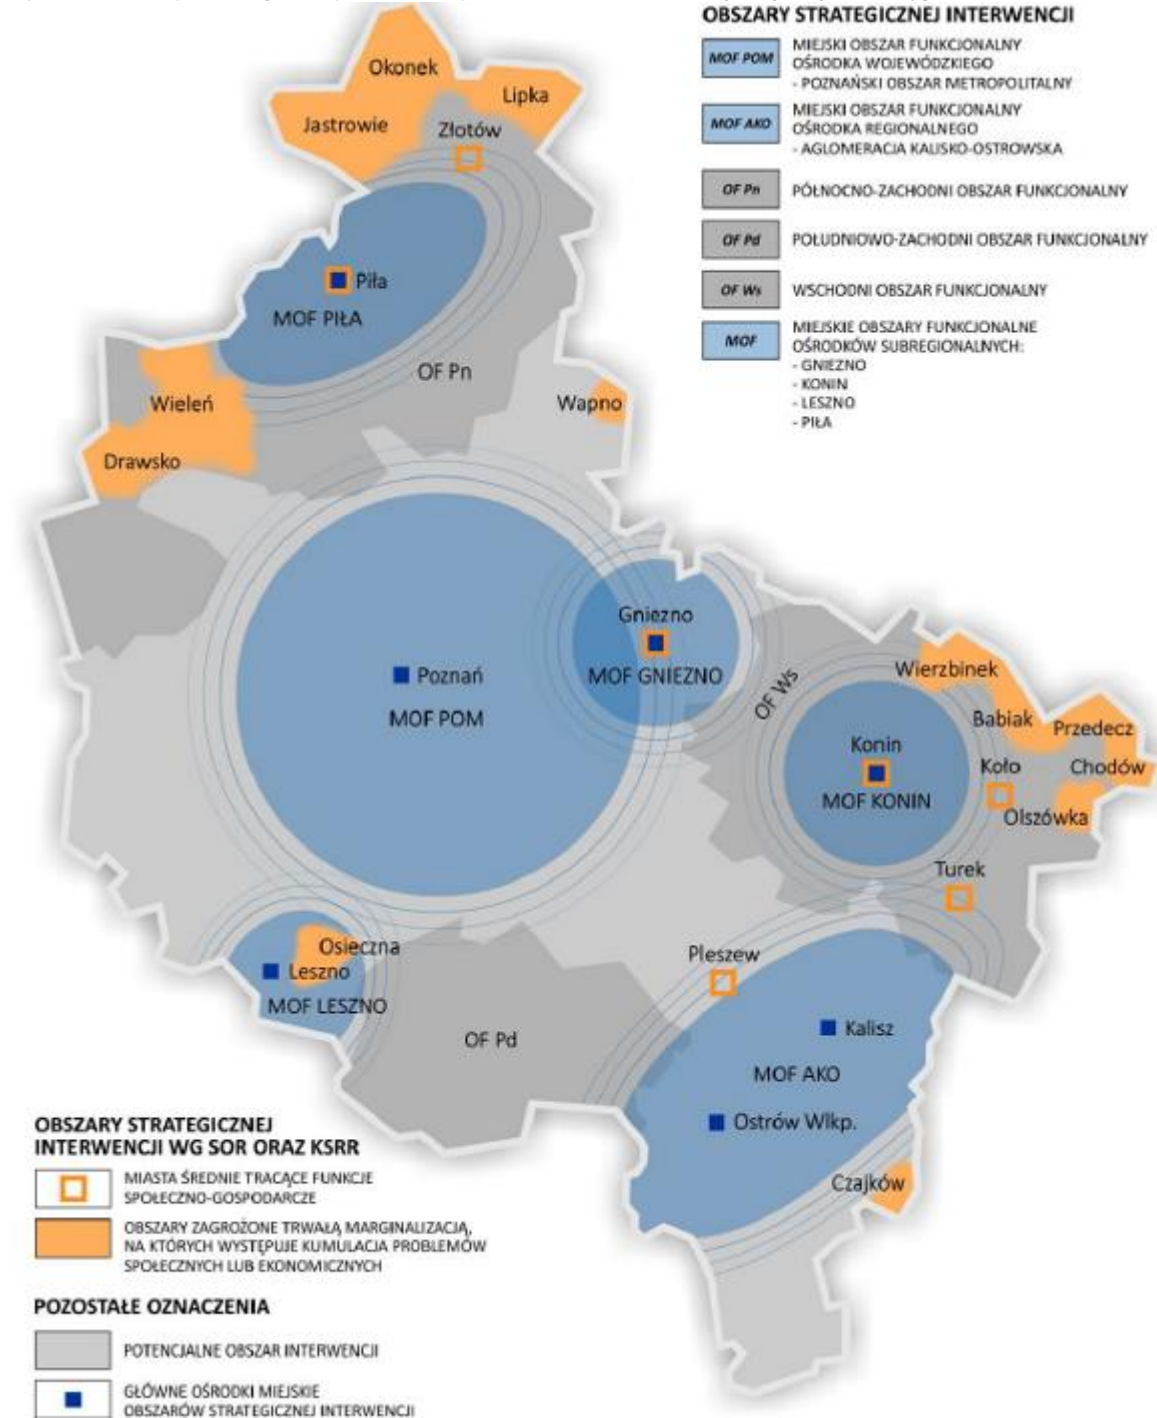 OBSZARY STRATEGICZNEJ INTERWENCJI
MOF POM
MIEJSKI OBSZAR FUNKCJONALNY
OŚRODKA WOJEWÓDZKIEGO
- POZNAŃSKI OBSZAR METROPOLITALNY
MOF AKO
MIEJSKI OBSZAR FUNKCJONALNY
OŚRODKA REGIONALNEGO
- AGLOMERACJA KALISKO-OSTROWSKA
OF Pn
PÓŁNOCNO-ZACHODNI OBSZAR FUNKCJONALNY
OF Pd
POŁUDNIOWO-ZACHODNI OBSZAR FUNKCJONALNY
OF Ws
WSCHODNI OBSZAR FUNKCJONALNY
MOF
MIEJSKIE OBSZARY FUNKCJONALNE
OŚRODKÓW SUBREGIONALNYCH:
- GNIEZNO
- KONIN
- LESZNO
- PIŁA
Okonek
Lipka
Jastrowie
Złotów
Piła
MOF PIŁA
OF Pn
Wieleń
Wapno
Drawsko
Gniezno
Poznań
MOF GNIEZNO
MOF POM
OF Ws
Wierzbinek
Babiak
Przedecz
Konin
Koło
Chodów
MOF KONIN
Olszówka
Turek
Osieczna
Pleszew
Leszno
MOF LESZNO
Kalisz
OF Pd
MOF AKO
Ostrów Wlkp.
Czajków
OBSZARY STRATEGICZNEJ
INTERWENCJI WG SOR ORAZ KSRR
MIASTA ŚREDNIE TRACĄCE FUNKCJE
SPOŁECZNO-GOSPODARCZE
OBSZARY ZAGROŻONE TRWAŁĄ MARGINALIZACJĄ,
NA KTÓRYCH WYSTĘPUJE KUMULACJA PROBLEMÓW
SPOŁECZNYCH LUB EKONOMICZNYCH
POZOSTAŁE OZNACZENIA
POTENCJALNE OBSZAR INTERWENCJI
GŁÓWNE OŚRODKI MIEJSKIE
OBSZARÓW STRATEGICZNEJ INTERWENCJI